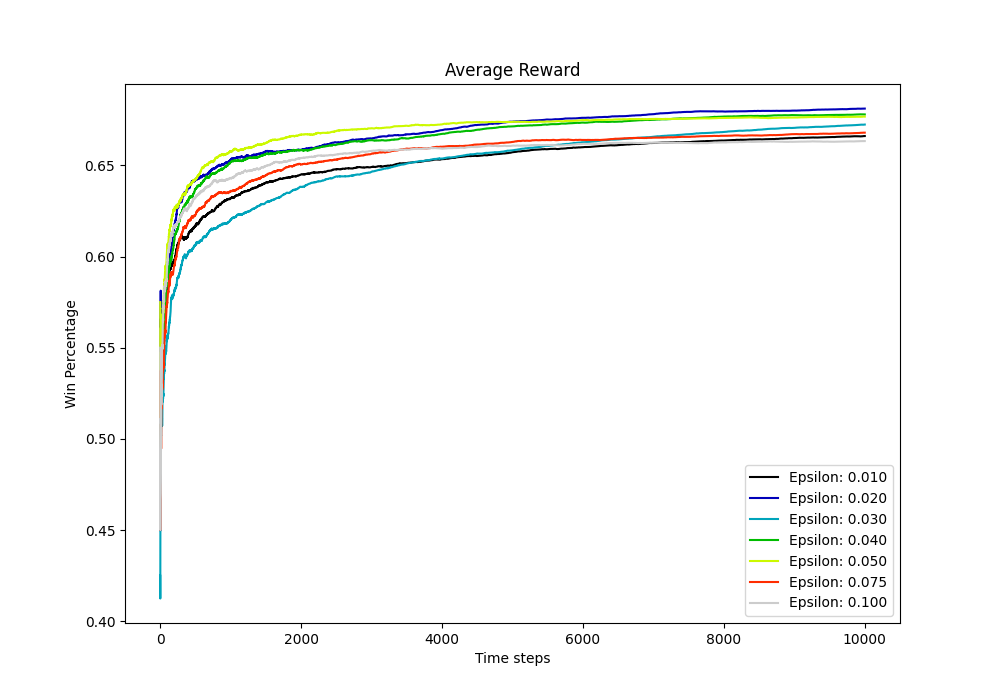 Average Reward
Win Percentage
0.65
0.60
0.55
0.50
0.45
0.40
0
2000
4000
6000
8000
10000
Time steps
Epsilon: 0.010
Epsilon: 0.020
Epsilon: 0.030
Epsilon: 0.040
Epsilon: 0.050
Epsilon: 0.075
Epsilon: 0.100